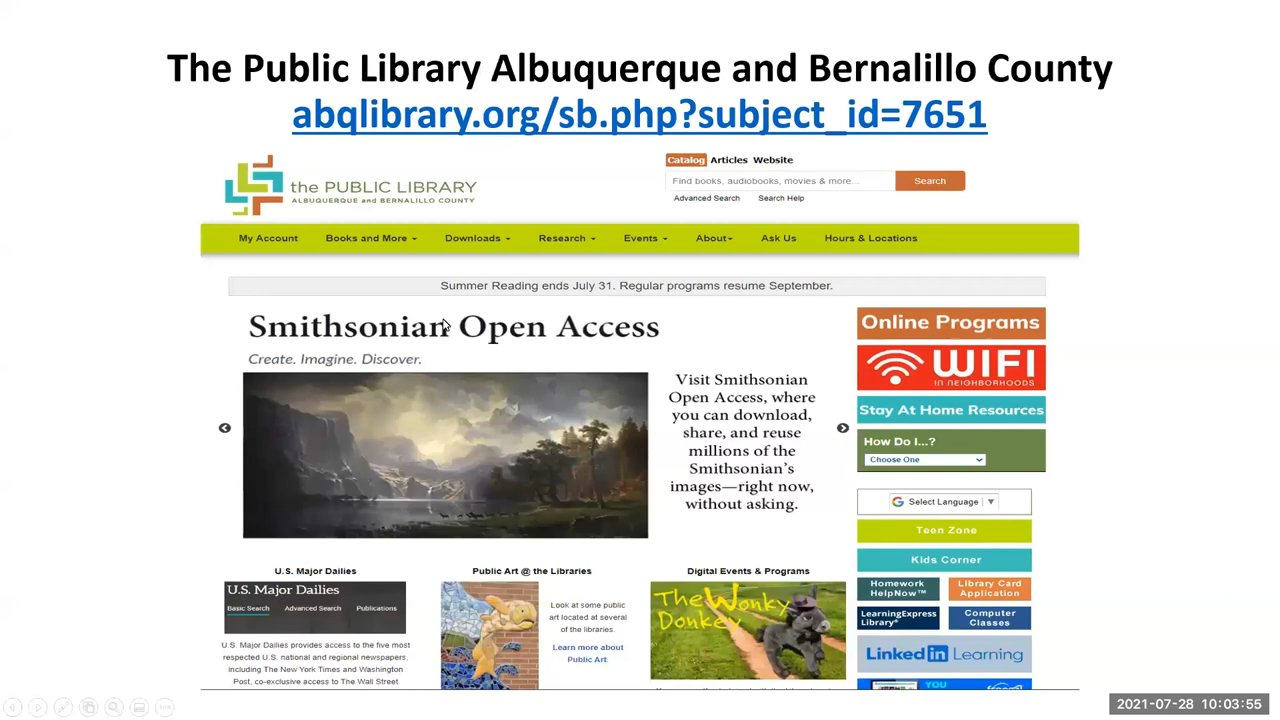 The Public Library Albuquerque and Bernalillo County
abqlibrary.org/sb.php?subject_id=7651
the PUBLIC LIBRARY
ALBUQUERQUE and BERNALILLO COUNTY
Catalog Articles Website
Find books, audiobooks, movies & more...
Search
Advanced Search Search Help
My Account Books and More Downloads Research Events About Ask Us Hours & Locations
Summer Reading ends July 31. Regular programs resume September.
Smithsonian Open Access
Create. Imagine. Discover.
Visit Smithsonian
Open Access, where
you can download,
share, and reuse
millions of the
Smithsonian's
images—right now,
without asking.
Online Programs
WIFI
IN NEIGHBORHOODS
Stay At Home Resources
How Do I...?
Choose One
Select Language
Teen Zone
Kids Corner
Homework
HelpNow™
Library Card
Application
LearningExpress
Library®
Computer
Classes
Linked in Learning
YOU
U.S. Major Dailies
U.S. Major Dailies
Basic Search Advanced Search Publications
U.S. Major Dailies provides access to the five most
respected U.S. national and regional newspapers,
including The New York Times and Washington
Post, co-exclusive access to The Wall Street
Public Art @ the Libraries
Look at some public
art located at several
of the libraries.
Learn more about
Public Art.
Digital Events & Programs
The Wonky
Donkey
2021-07-28 10:03:55